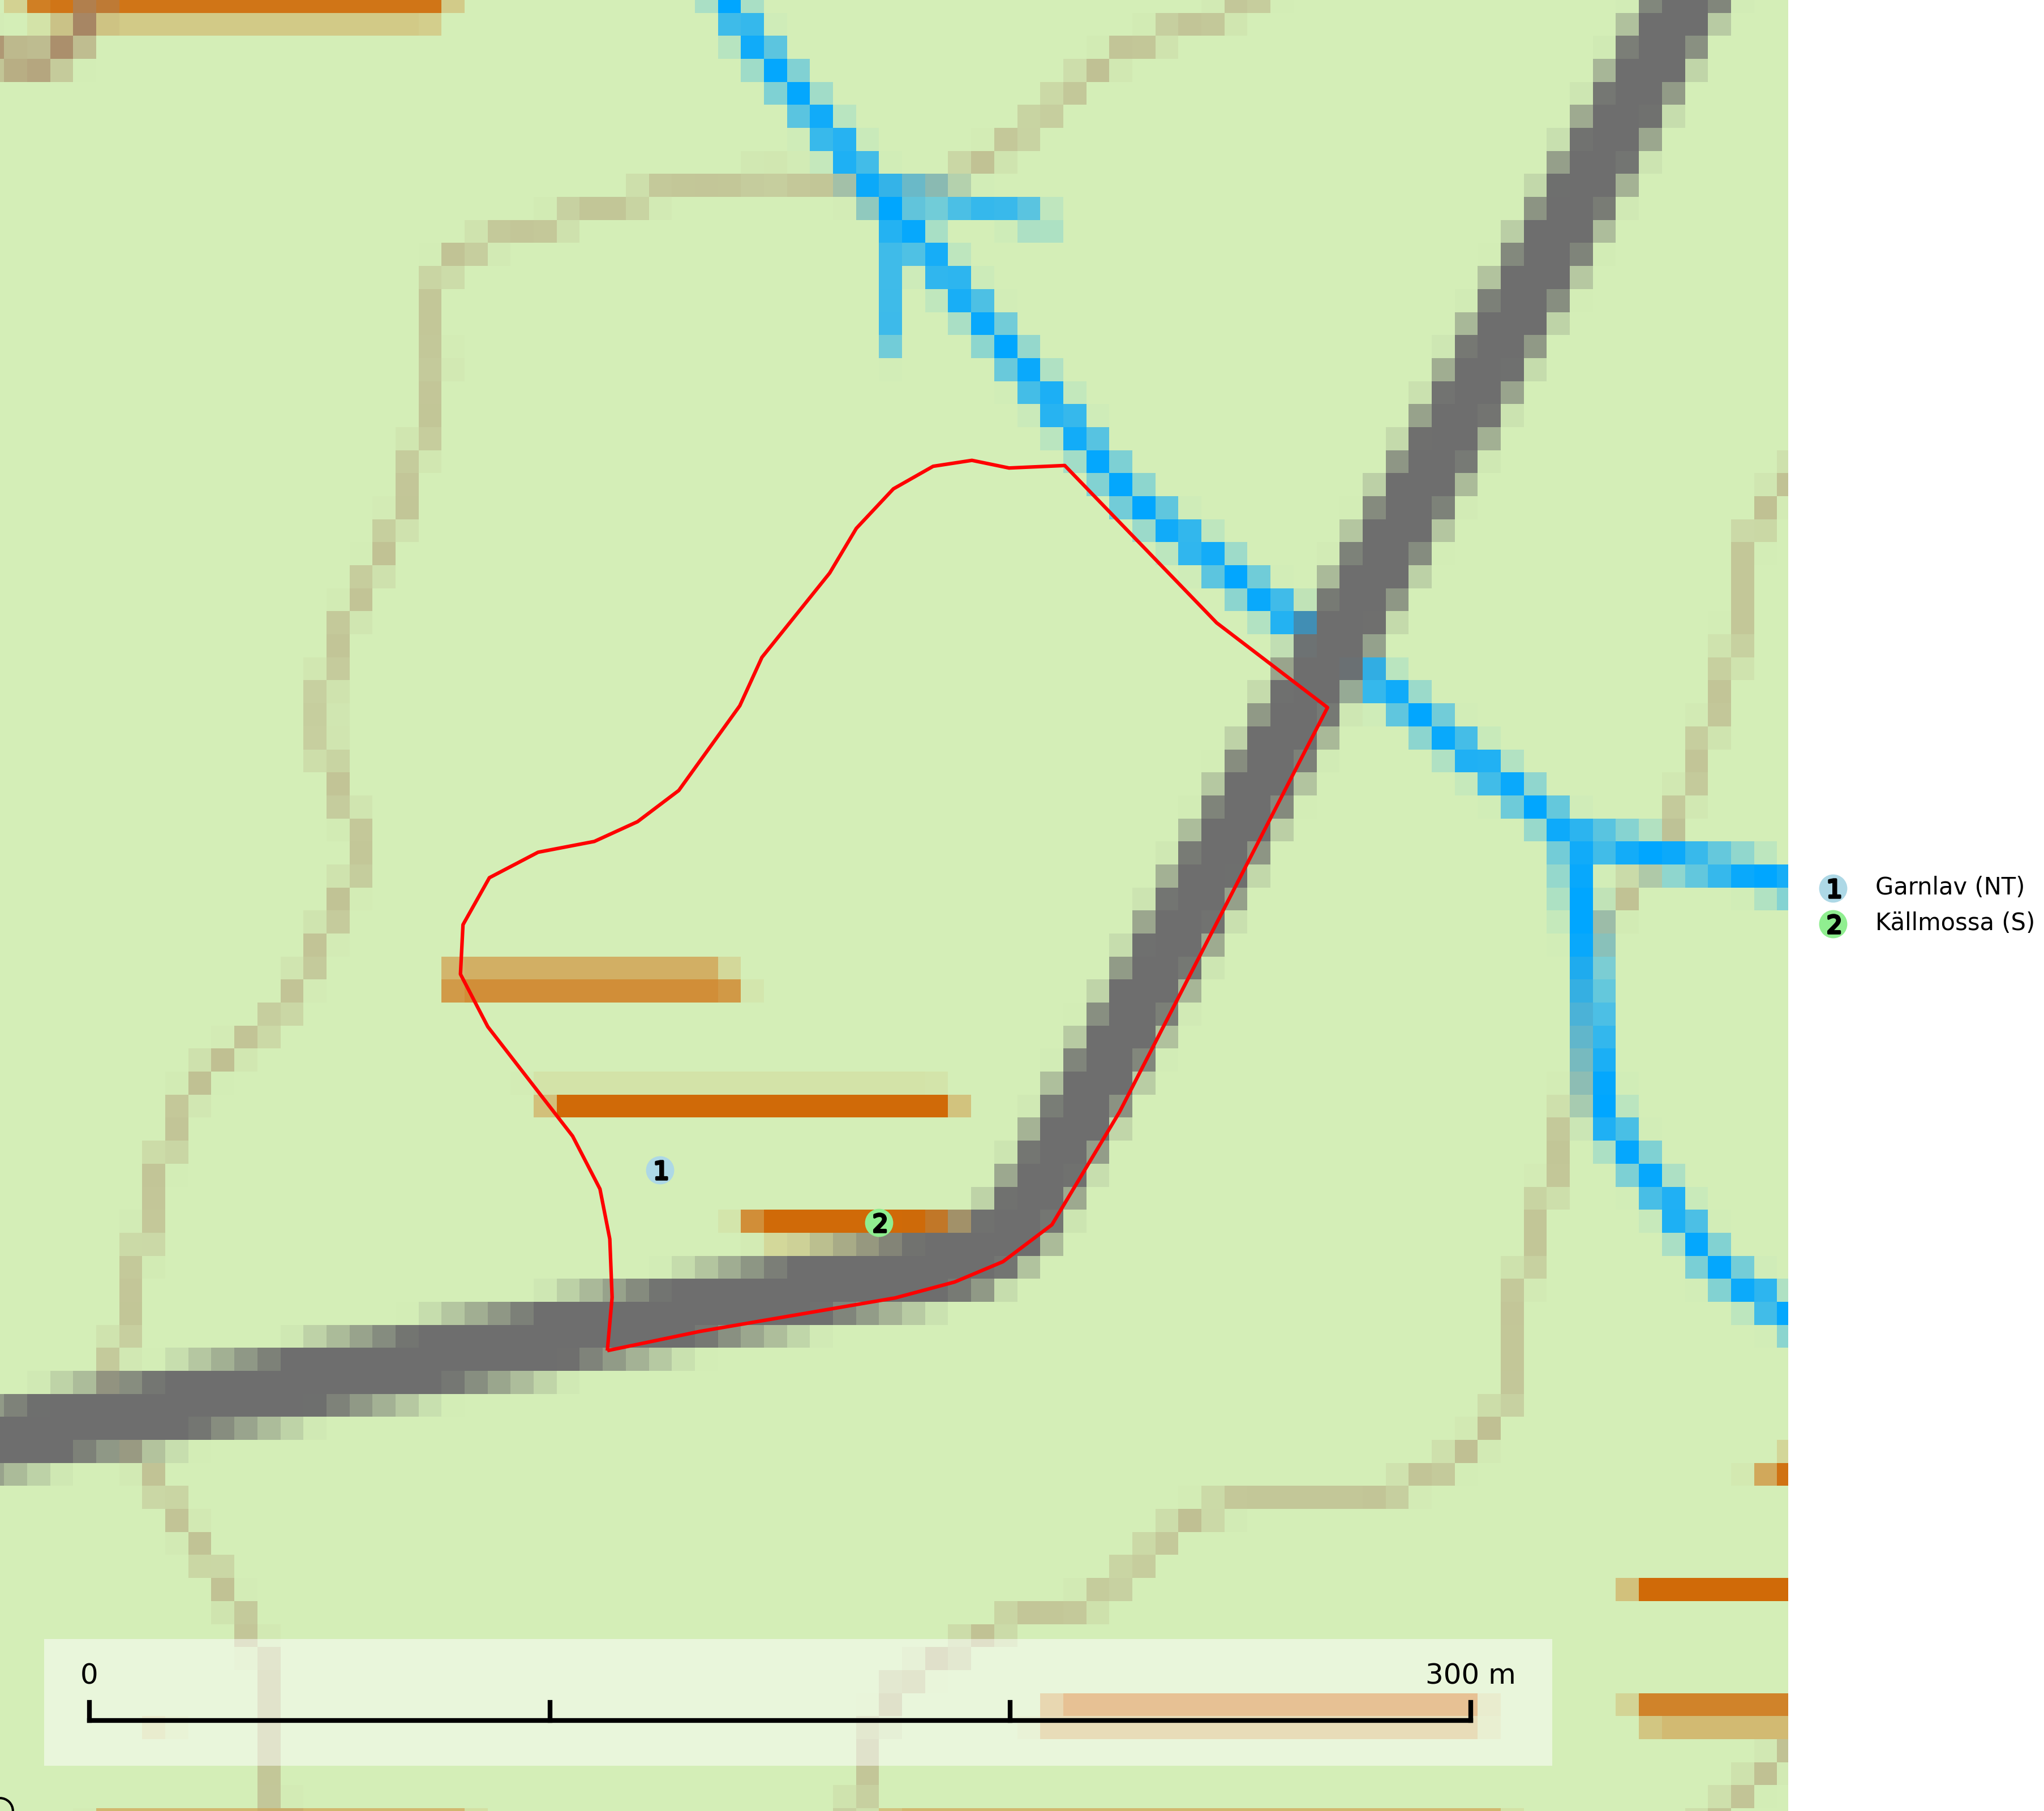 1 Garnlav (NT)
2 Källmossa (S)
1
2
0 300 m